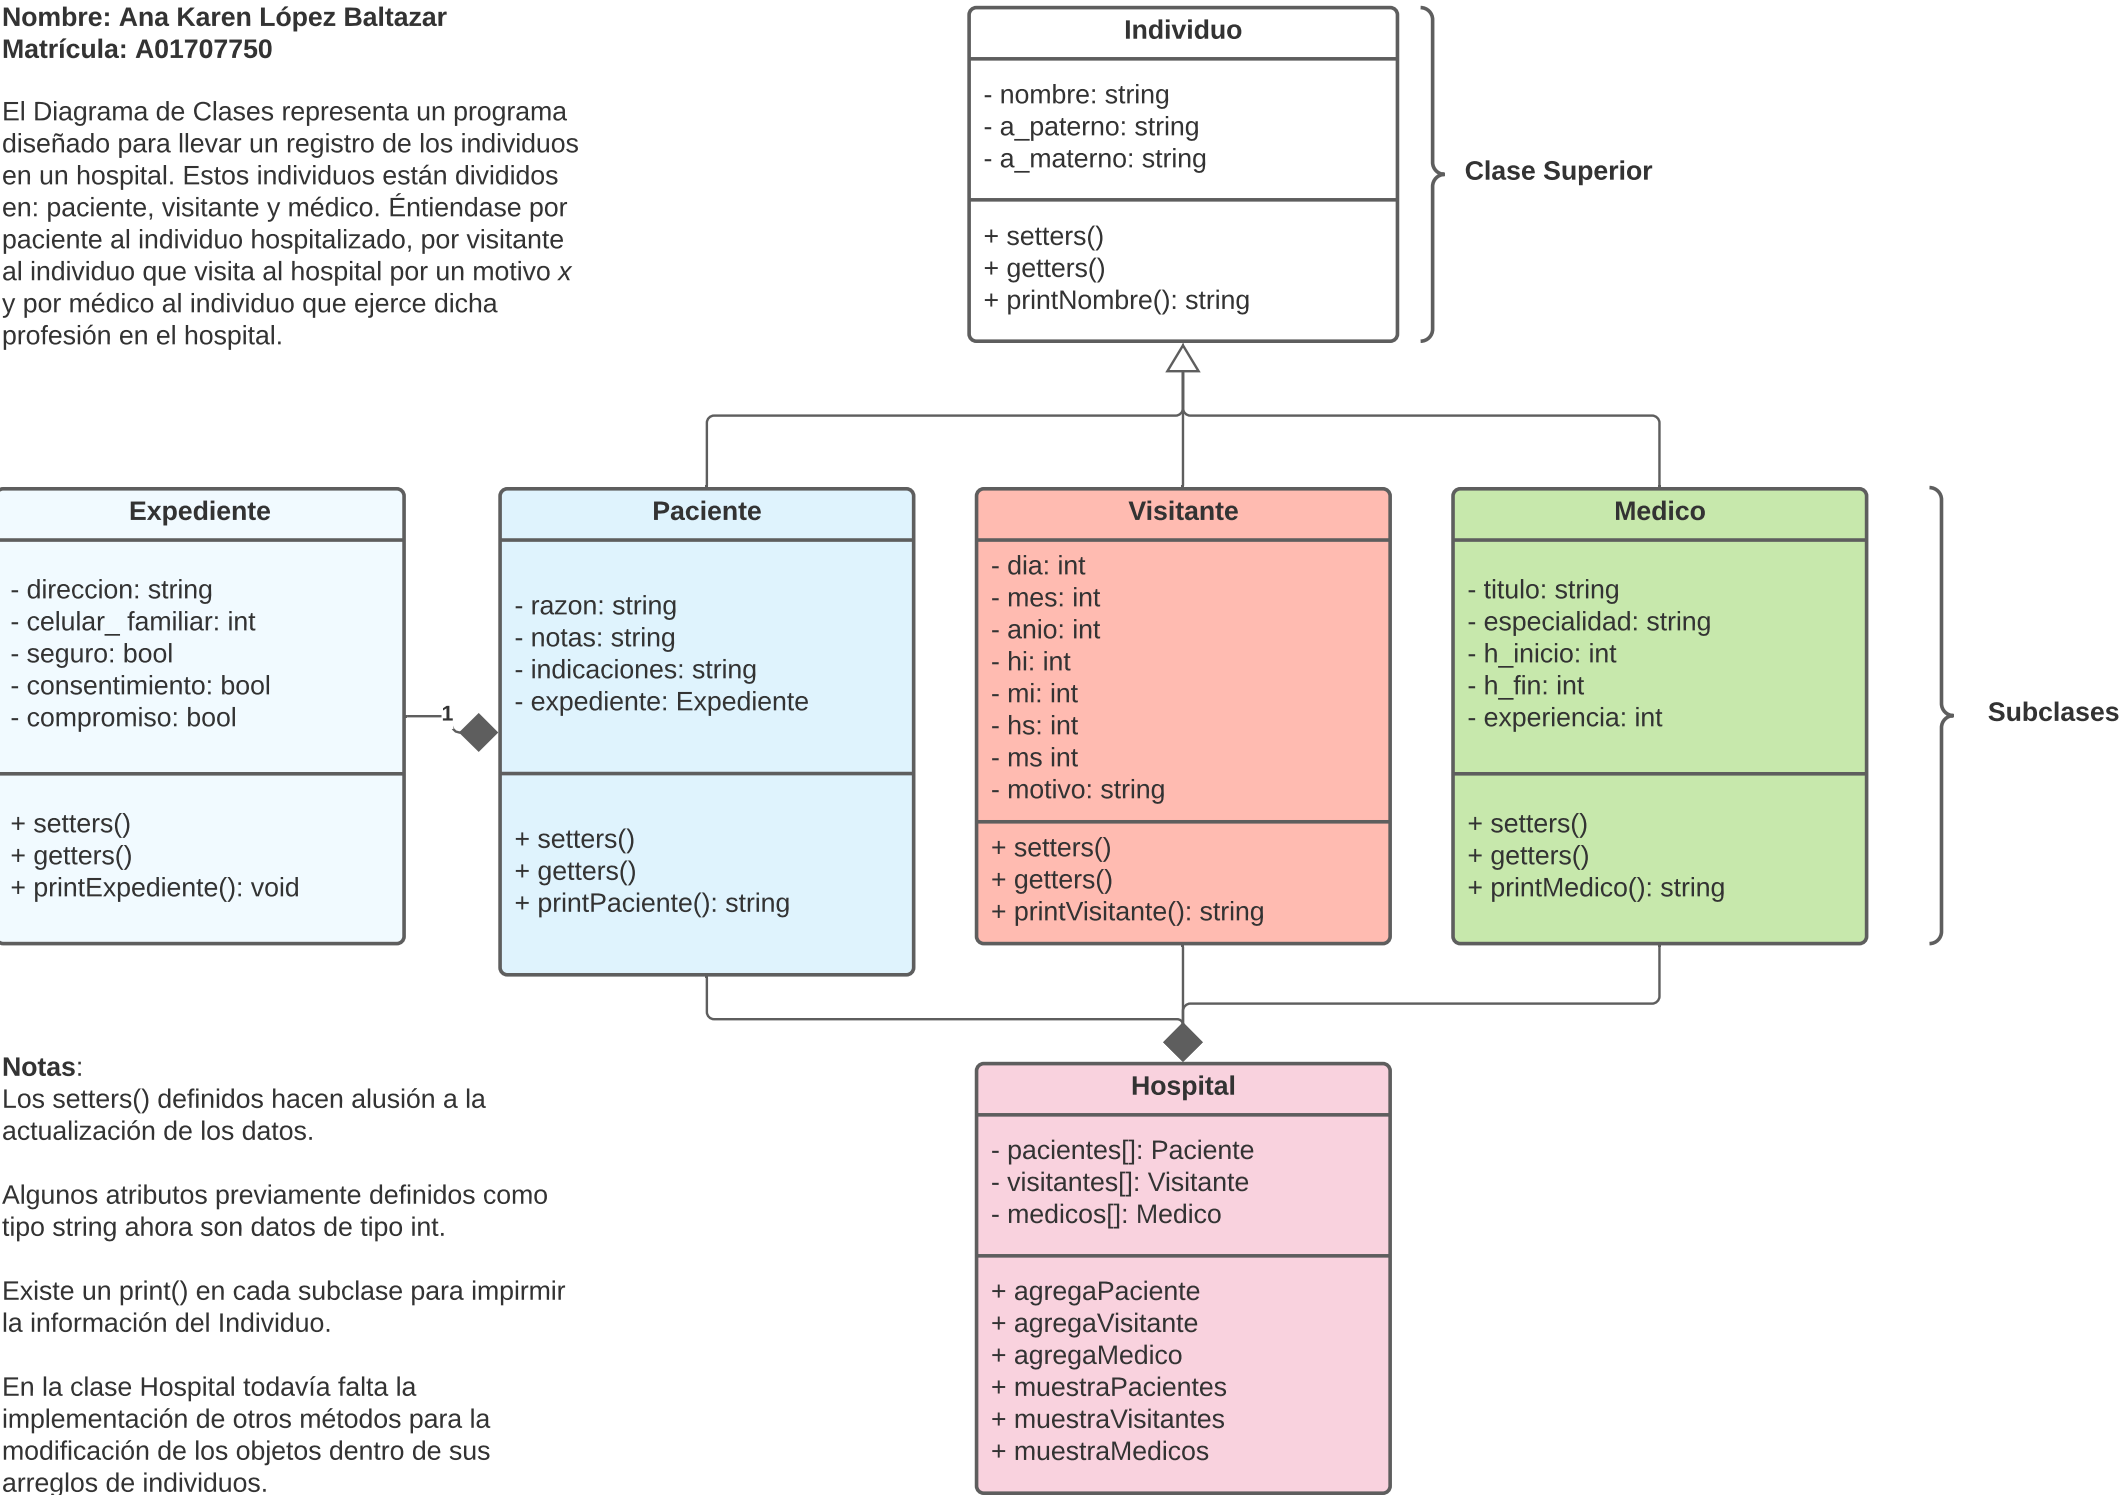 Nombre: Ana Karen López Baltazar
Matrícula: A01707750
El Diagrama de Clases representa un programa
diseñado para llevar un registro de los individuos
en un hospital. Estos individuos están divididos
en: paciente, visitante y médico. Éntiendase por
paciente al individuo hospitalizado, por visitante
al individuo que visita al hospital por un motivo x
y por médico al individuo que ejerce dicha
profesión en el hospital.
Individuo
- nombre: string
- a_paterno: string
- a_materno: string
+ setters()
+ getters()
+ printNombre(): string
Clase Superior
Expediente
- direccion: string
- celular_ familiar: int
- seguro: bool
- consentimiento: bool
- compromiso: bool
+ setters()
+ getters()
+ printExpediente(): void
1
Paciente
- razon: string
- notas: string
- indicaciones: string
- expediente: Expediente
+ setters()
+ getters()
+ printPaciente(): string
Visitante
- dia: int
- mes: int
- anio: int
- hi: int
- mi: int
- hs: int
- ms int
- motivo: string
+ setters()
+ getters()
+ printVisitante(): string
Medico
- titulo: string
- especialidad: string
- h_inicio: int
- h_fin: int
- experiencia: int
+ setters()
+ getters()
+ printMedico(): string
Subclases
Notas:
Los setters() definidos hacen alusión a la
actualización de los datos.
Algunos atributos previamente definidos como
tipo string ahora son datos de tipo int.
Existe un print() en cada subclase para impirmir
la información del Individuo.
En la clase Hospital todavía falta la
implementación de otros métodos para la
modificación de los objetos dentro de sus
arreglos de individuos.
Hospital
- pacientes[]: Paciente
- visitantes[]: Visitante
- medicos[]: Medico
+ agregaPaciente
+ agregaVisitante
+ agregaMedico
+ muestraPacientes
+ muestraVisitantes
+ muestraMedicos